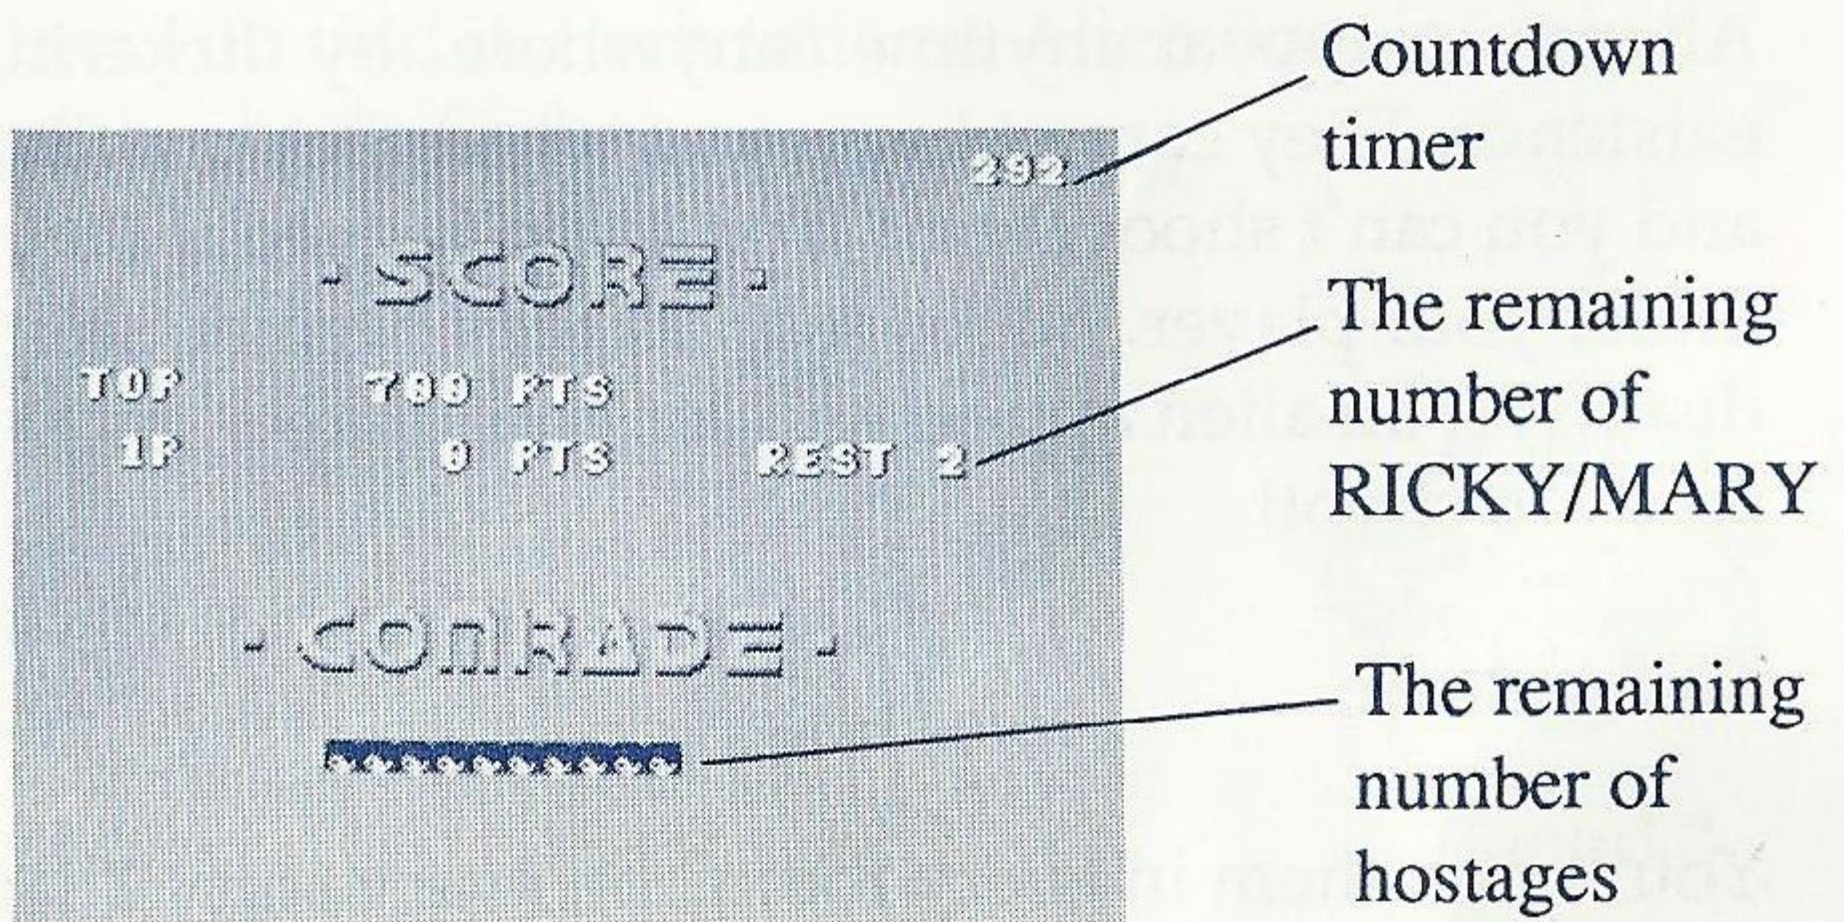 Countdown
timer
292
- SCORE -
TOP 700 PTS
1P 0 PTS REST 2
The remaining
number of
RICKY/MARY
- COMRADE -
The remaining
number of
hostages